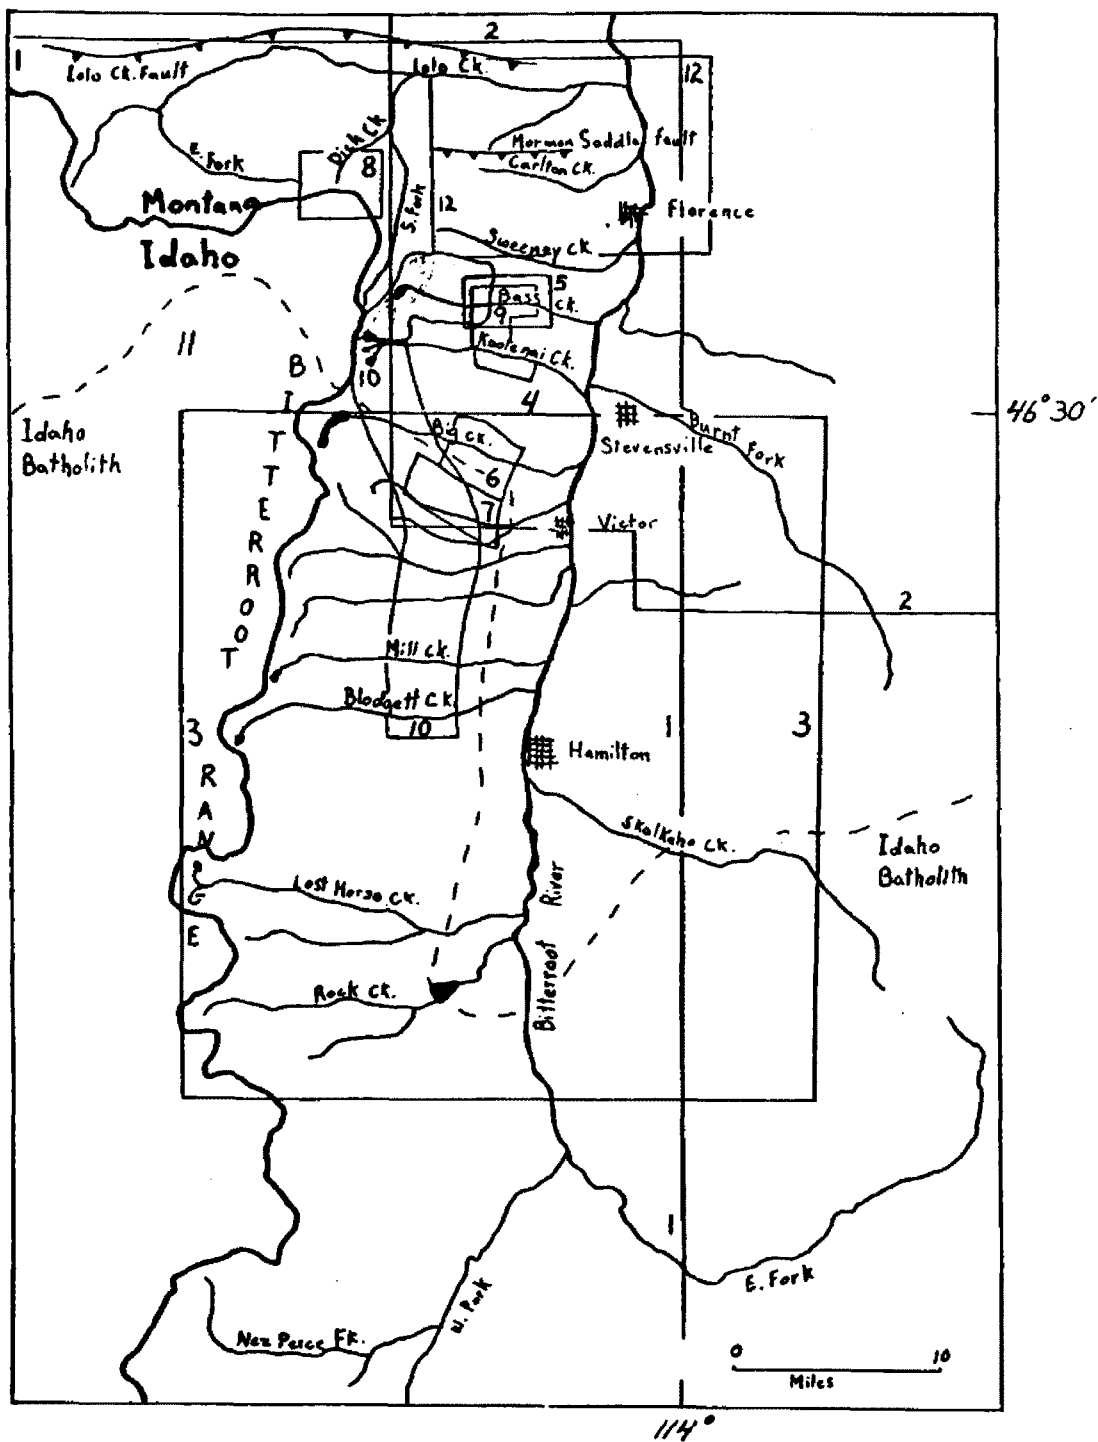 2
1
Lolo Ck. Fault
Lolo Ck.
12
Mormon Saddle fault
Dick Ck
E. Fork
8
Carlton Ck.
Montana
S. Fork
12
Florence
Idaho
Sweeney Ck.
5
Bass Ck.
9
11
Kootenai Ck.
10
4
46° 30'
BITTERROOT
Idaho
Batholith
Big Ck.
Stevensville
Burnt Fork
6
7
Victor
2
Mill Ck.
Blodgett Ck.
10
3
1
3
Hamilton
RANGE
Skalkaho Ck.
Idaho
Batholith
Lost Horse Ck.
Bitterroot River
Rock Ck.
1
E. Fork
W. Fork
Nez Perce Fk.
0 10
Miles
114°